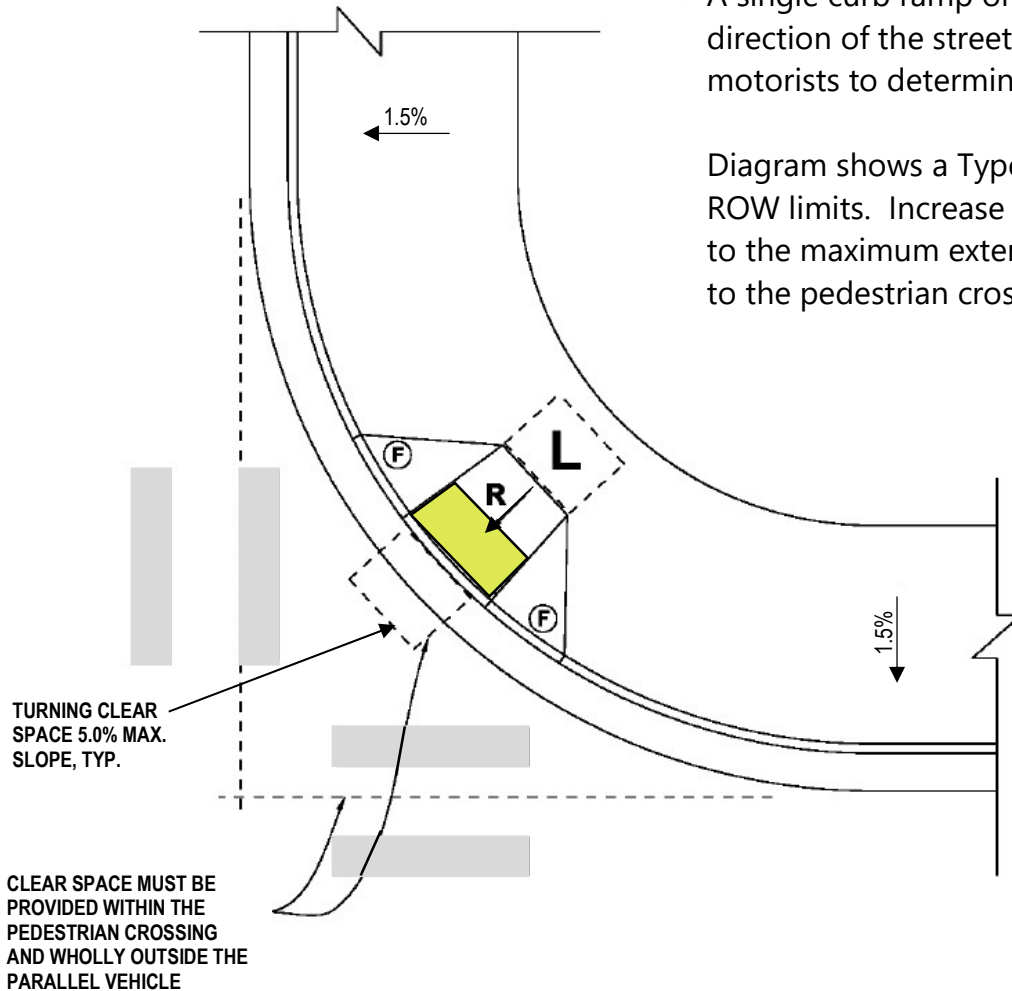 A single curb ramp
direction of the street
motorists to determin
Diagram shows a Type
ROW limits.  Increase
to the maximum exten
to the pedestrian cros
1.5%
F
L
R
F
1.5%
TURNING CLEAR
SPACE 5.0% MAX.
SLOPE, TYP.
CLEAR SPACE MUST BE
PROVIDED WITHIN THE
PEDESTRIAN CROSSING
AND WHOLLY OUTSIDE THE
PARALLEL VEHICLE